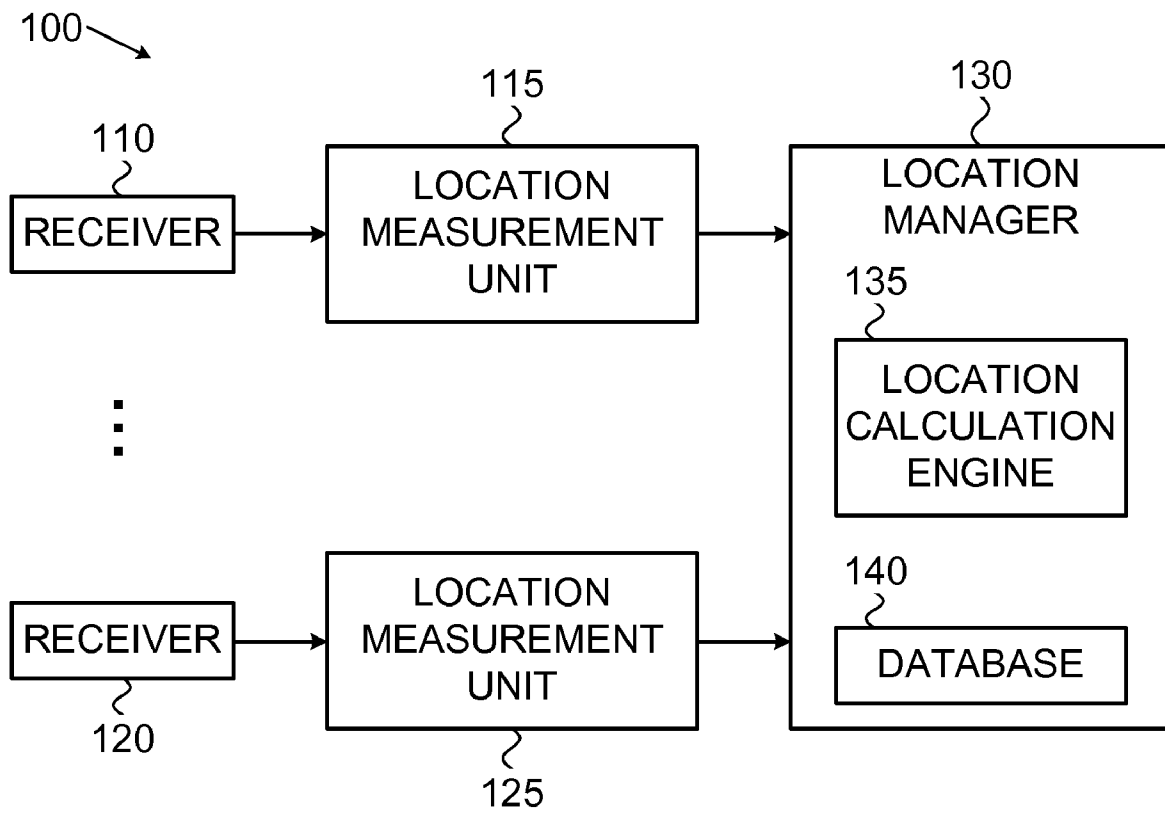 100
115
130
110
LOCATION
MEASUREMENT
UNIT
LOCATION
MANAGER
RECEIVER
135
LOCATION
CALCULATION
ENGINE
LOCATION
MEASUREMENT
UNIT
140
RECEIVER
DATABASE
120
125